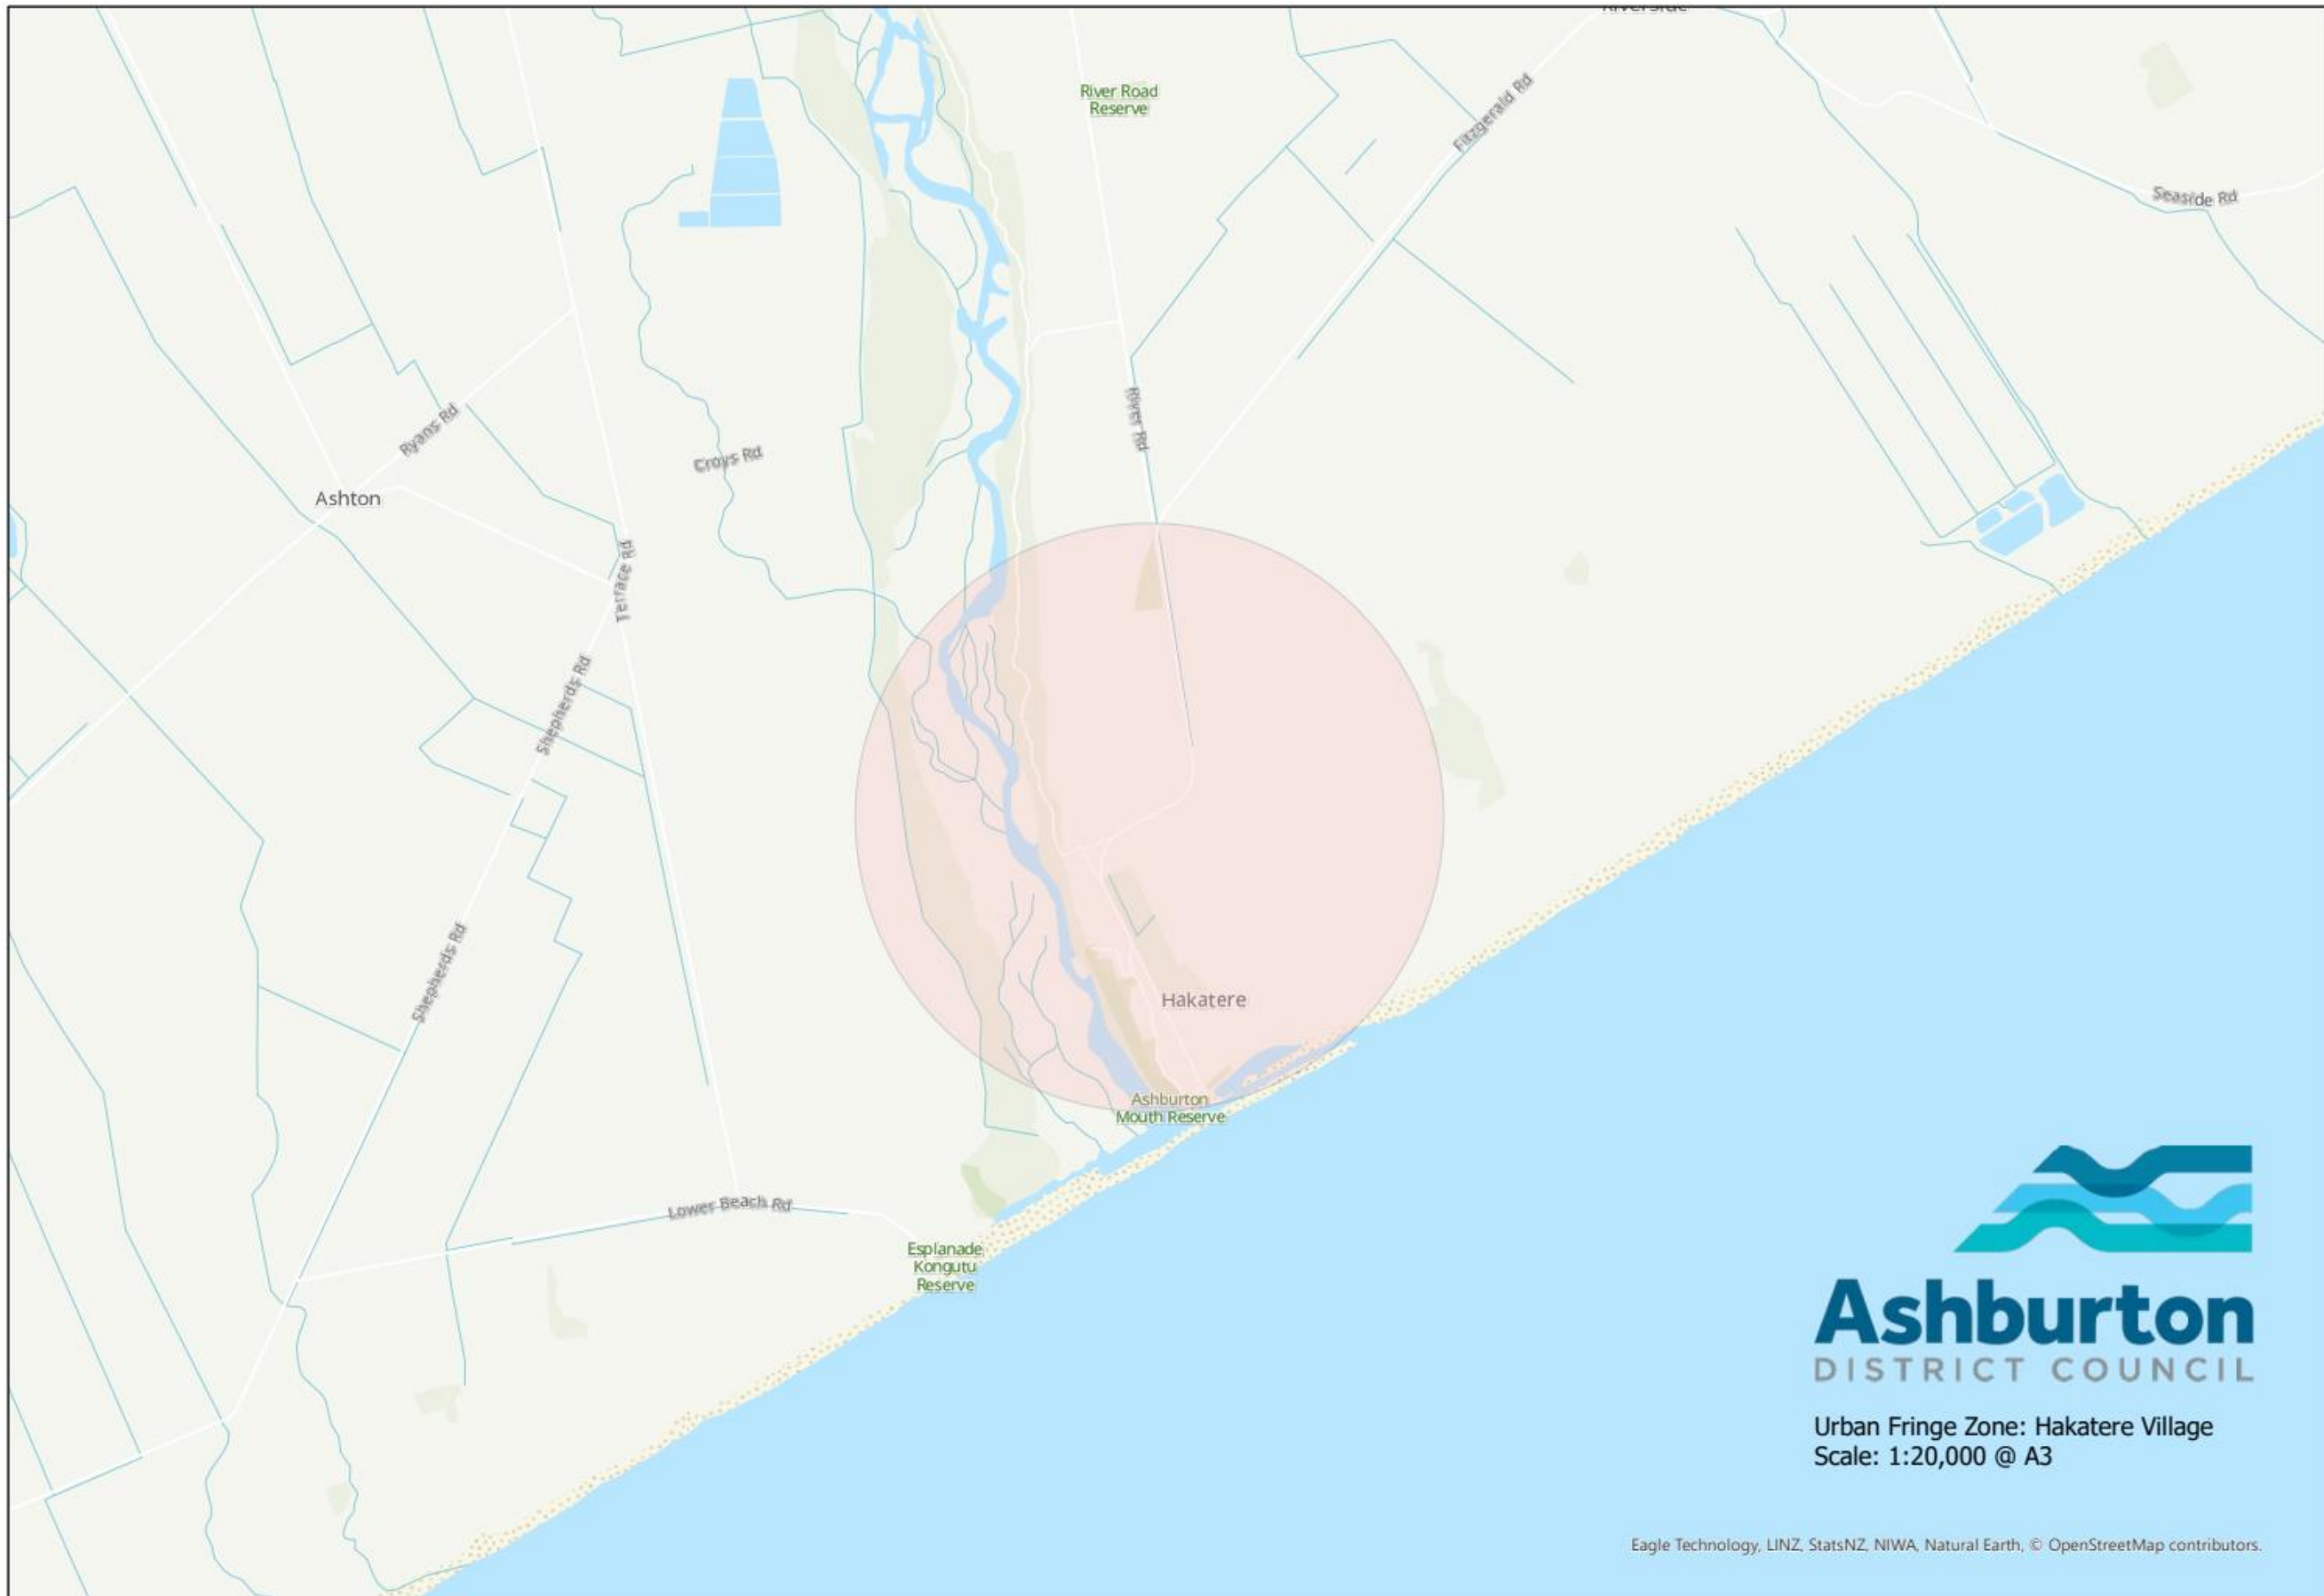 Riverside
River Road
Reserve
Fitzgerald Rd
Seaside Rd
River Rd
Ryans Rd
Croys Rd
Ashton
Terrace Rd
Shepherds Rd
Shepherds Rd
Hakatere
Ashburton
Mouth Reserve
Lower Beach Rd
Esplanade
Kongutu
Reserve
Ashburton
DISTRICT COUNCIL
Urban Fringe Zone: Hakatere Village
Scale: 1:20,000 @ A3
Eagle Technology, LINZ, StatsNZ, NIWA, Natural Earth, © OpenStreetMap contributors.